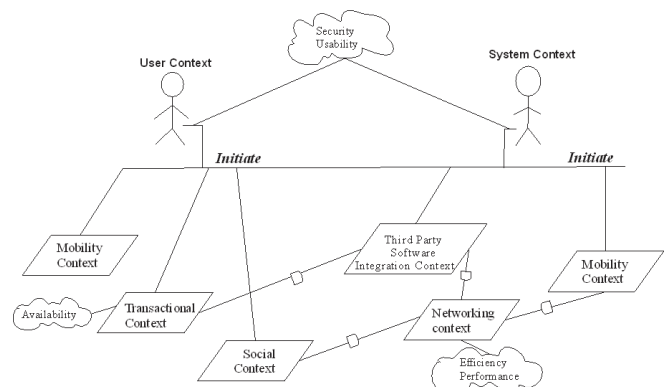 Security
Usability
User Context
System Context
Initiate
Initiate
Mobility
Context
Third Party
Software
Integration Context
Mobility
Context
Availability
Transactional
Context
Networking
context
Social
Context
Efficiency
Performance